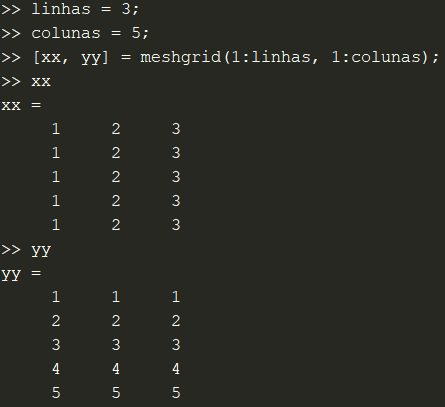 >> linhas = 3;
>> colunas = 5;
>> [xx, yy] = meshgrid(1:linhas, 1:colunas);
>> xx
xx =
1 2 3
1 2 3
1 2 3
1 2 3
1 2 3
>> yy
yy =
1 1 1
2 2 2
3 3 3
4 4 4
5 5 5